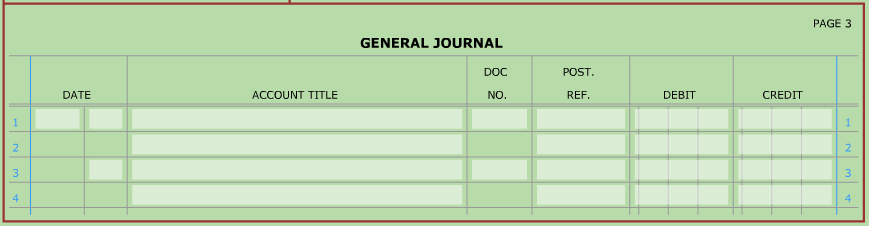 PAGE 3
GENERAL JOURNAL
DATE ACCOUNT TITLE DOC NO. POST. REF. DEBIT CREDIT
1 1
2 2
3 3
4 4